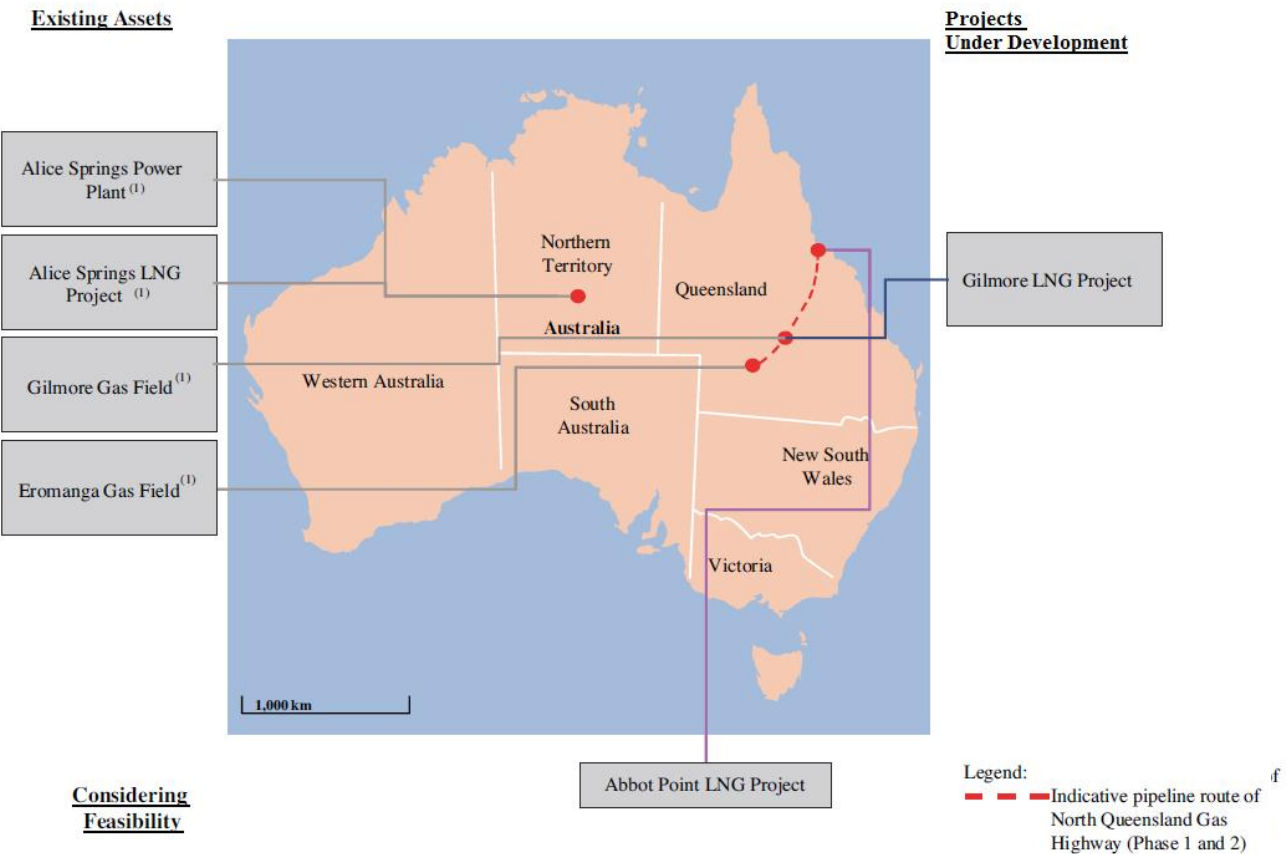 Existing Assets
Projects
Under Development
Alice Springs Power
Plant (1)
Alice Springs LNG
Project (1)
Gilmore Gas Field (1)
Eromanga Gas Field (1)
Northern
Territory
Queensland
Australia
Western Australia
South
Australia
New South
Wales
Victoria
Gilmore LNG Project
1,000 km
Abbot Point LNG Project
Considering
Feasibility
Legend:
Indicative pipeline route of
North Queensland Gas
Highway (Phase 1 and 2)